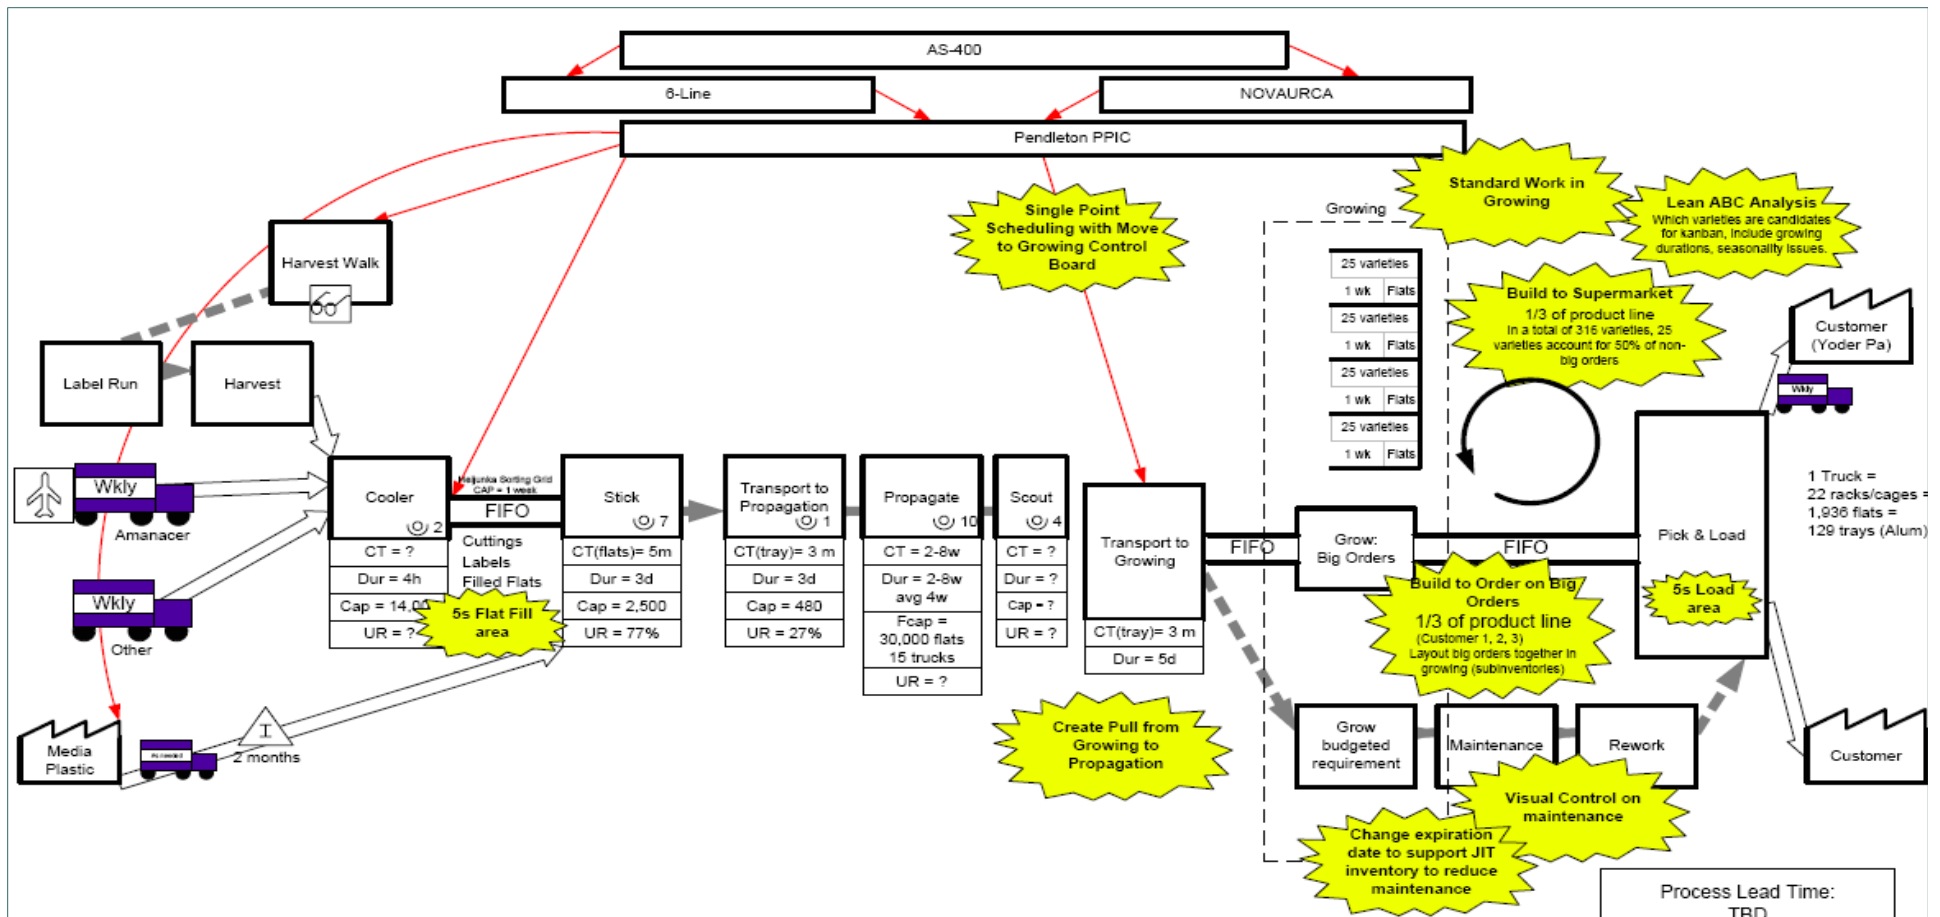 AS-400
6-Line
NOVAURCA
Pendleton PPIC
Standard Work in
Growing
Lean ABC Analysis
Which varieties are candidates
for kanban, include growing
durations, seasonality issues.
Single Point
Scheduling with Move
to Growing Control
Board
Growing
Harvest Walk
25 varieties
1 wk Flats
25 varieties
1 wk Flats
25 varieties
1 wk Flats
25 varieties
1 wk Flats
Build to Supermarket
1/3 of product line
In a total of 316 varieties, 25
varieties account for 50% of non-
big orders
Customer
(Yoder Pa)
Wkly
Label Run
Harvest
Wkly
Amanacer
Wkly
Other
Cooler
2
CT = ?
Dur = 4h
Cap = 14,0
UR = ?
Heijunka Sorting Grid
CAP = 1 week
FIFO
Cuttings
Labels
Filled Flats
5s Flat Fill
area
Stick
7
CT(flats)= 5m
Dur = 3d
Cap = 2,500
UR = 77%
Transport to
Propagation
1
CT(tray)= 3 m
Dur = 3d
Cap = 480
UR = 27%
Propagate
10
CT = 2-8w
Dur = 2-8w
avg 4w
Fcap =
30,000 flats
15 trucks
UR = ?
Scout
4
CT = ?
Dur = ?
Cap = ?
UR = ?
Transport to
Growing
CT(tray)= 3 m
Dur = 5d
FIFO
Grow:
Big Orders
FIFO
Pick & Load
5s Load
area
1 Truck =
22 racks/cages =
1,936 flats =
129 trays (Alum)
Build to Order on Big
Orders
1/3 of product line
(Customer 1, 2, 3)
Layout big orders together in
growing (subinventories)
Media
Plastic
I
2 months
Create Pull from
Growing to
Propagation
Grow
budgeted
requirement
Maintenance
Rework
Customer
Visual Control on
maintenance
Change expiration
date to support JIT
inventory to reduce
maintenance
Process Lead Time:
TBD